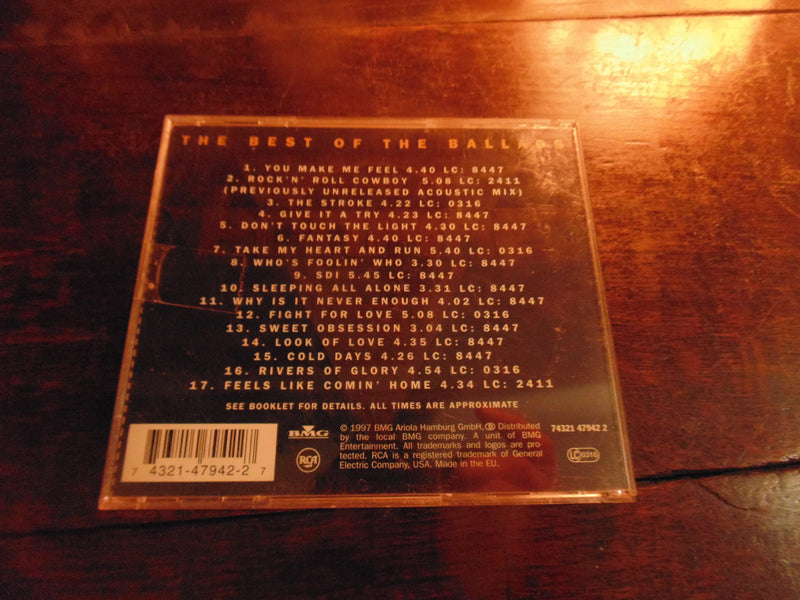 THE BEST OF THE BALLADS
1. YOU MAKE ME FEEL 4.40 LC: 8447
2. ROCK'N' ROLL COWBOY 5.08 LC: 2411
(PREVIOUSLY UNRELEASED ACOUSTIC MIX)
3. THE STROKE 4.22 LC: 0316
4. GIVE IT A TRY 4.23 LC: 8447
5. DON'T TOUCH THE LIGHT 4.30 LC: 8447
6. FANTASY 4.40 LC: 8447
7. TAKE MY HEART AND RUN 5.40 LC: 0316
8. WHO'S FOOLIN' WHO 3.30 LC: 8447
9. SDI 5.45 LC: 8447
10. SLEEPING ALL ALONE 3.31 LC: 8447
11. WHY IS IT NEVER ENOUGH 4.02 LC: 8447
12. FIGHT FOR LOVE 5.08 LC: 0316
13. SWEET OBSESSION 3.04 LC: 8447
14. LOOK OF LOVE 4.35 LC: 8447
15. COLD DAYS 4.26 LC: 8447
16. RIVERS OF GLORY 4.54 LC: 0316
17. FEELS LIKE COMIN' HOME 4.34 LC: 2411
SEE BOOKLET FOR DETAILS. ALL TIMES ARE APPROXIMATE
7 4321-47942-2 7
BMG
RCA
© 1997 BMG Ariola Hamburg GmbH. ℗ Distributed
by the local BMG company. A unit of BMG
Entertainment. All trademarks and logos are pro-
tected. RCA is a registered trademark of General
Electric Company, USA. Made in the EU.
74321 47942 2
LC 0316